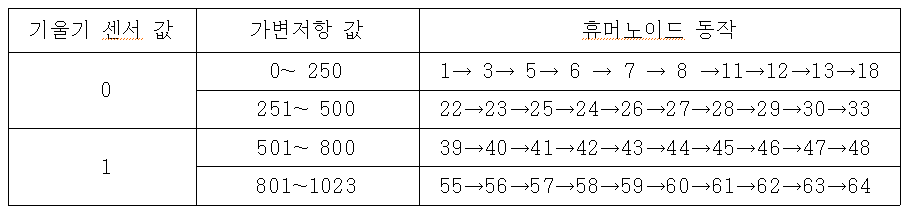 기울기 센서 값 가변저항 값 휴머노이드 동작
0 0~ 250 1→ 3→ 5→ 6 → 7 → 8 →11→12→13→18
251~ 500 22→23→25→24→26→27→28→29→30→33
1 501~ 800 39→40→41→42→43→44→45→46→47→48
801~1023 55→56→57→58→59→60→61→62→63→64